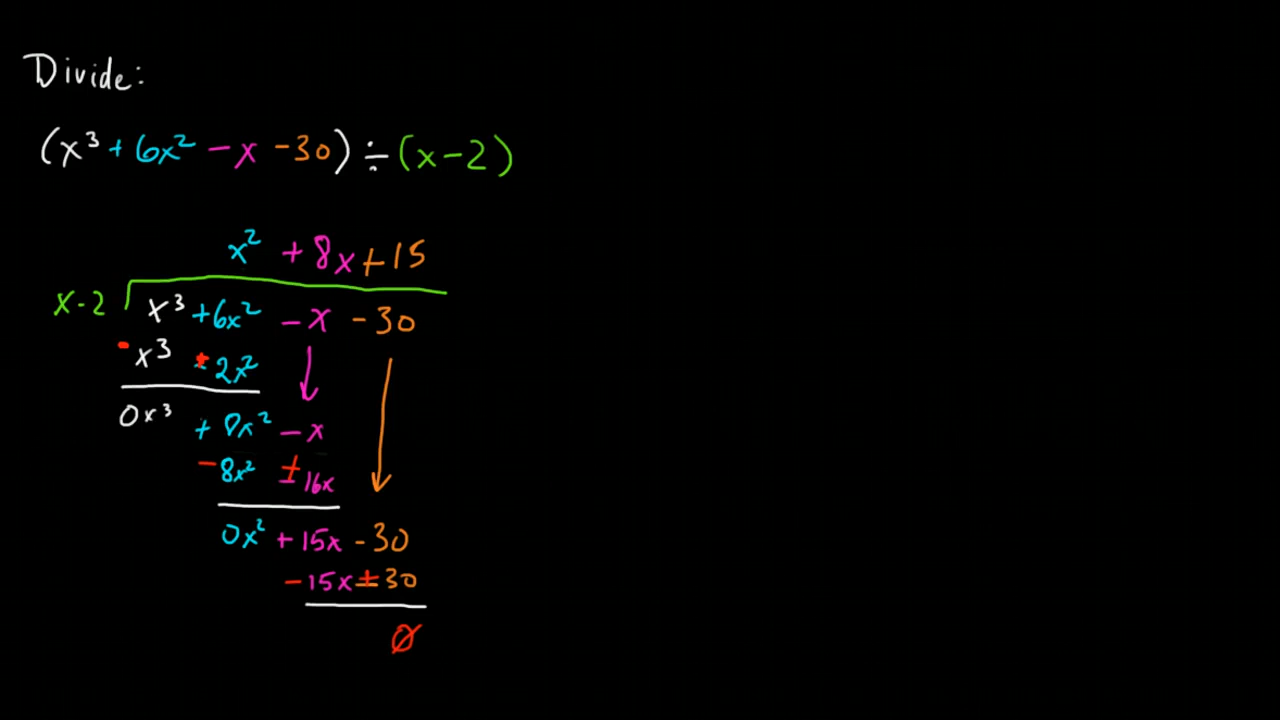 Divide:
(x³ + 6x² - x - 30) ÷ (x - 2)
x² + 8x + 15
x - 2
x³ + 6x² - x - 30
- x³ ± 2x²
0x³ + 8x² - x
- 8x² ± 16x
0x² + 15x - 30
- 15x ± 30
0